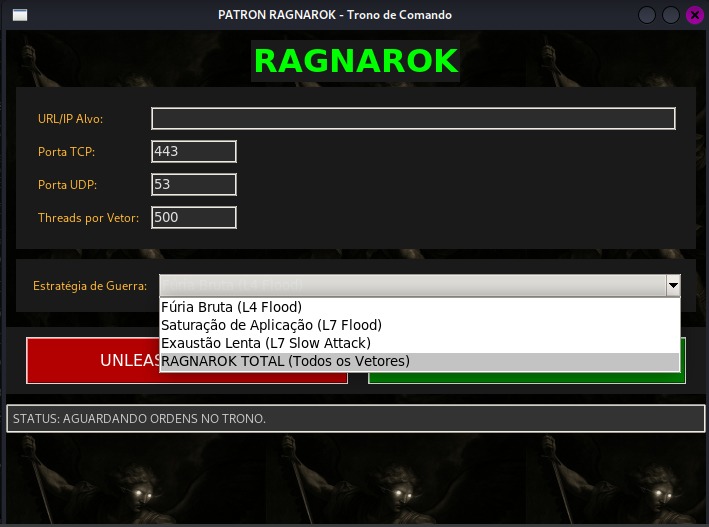 PATRON RAGNAROK - Trono de Comando
RAGNAROK
URL/IP Alvo:
Porta TCP: 443
Porta UDP: 53
Threads por Vetor: 500
Estratégia de Guerra:
Fúria Bruta (L4 Flood)
Saturação de Aplicação (L7 Flood)
Exaustão Lenta (L7 Slow Attack)
RAGNAROK TOTAL (Todos os Vetores)
UNLEAS
STATUS: AGUARDANDO ORDENS NO TRONO.